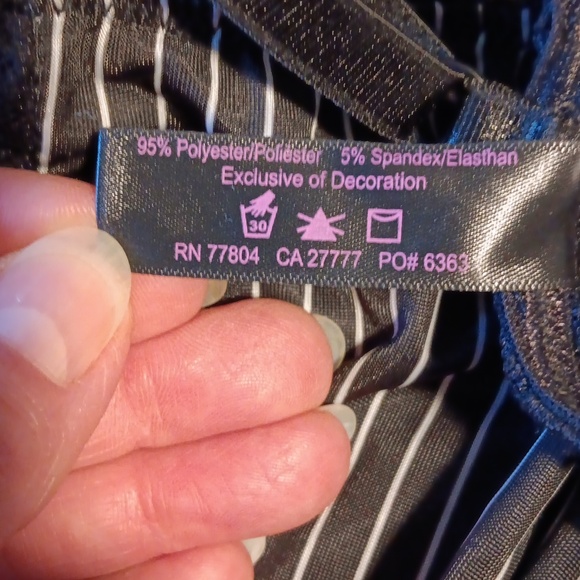 95% Polyester/Poliester 5% Spandex/Elasthan
Exclusive of Decoration
30
RN 77804 CA 27777 PO# 6363